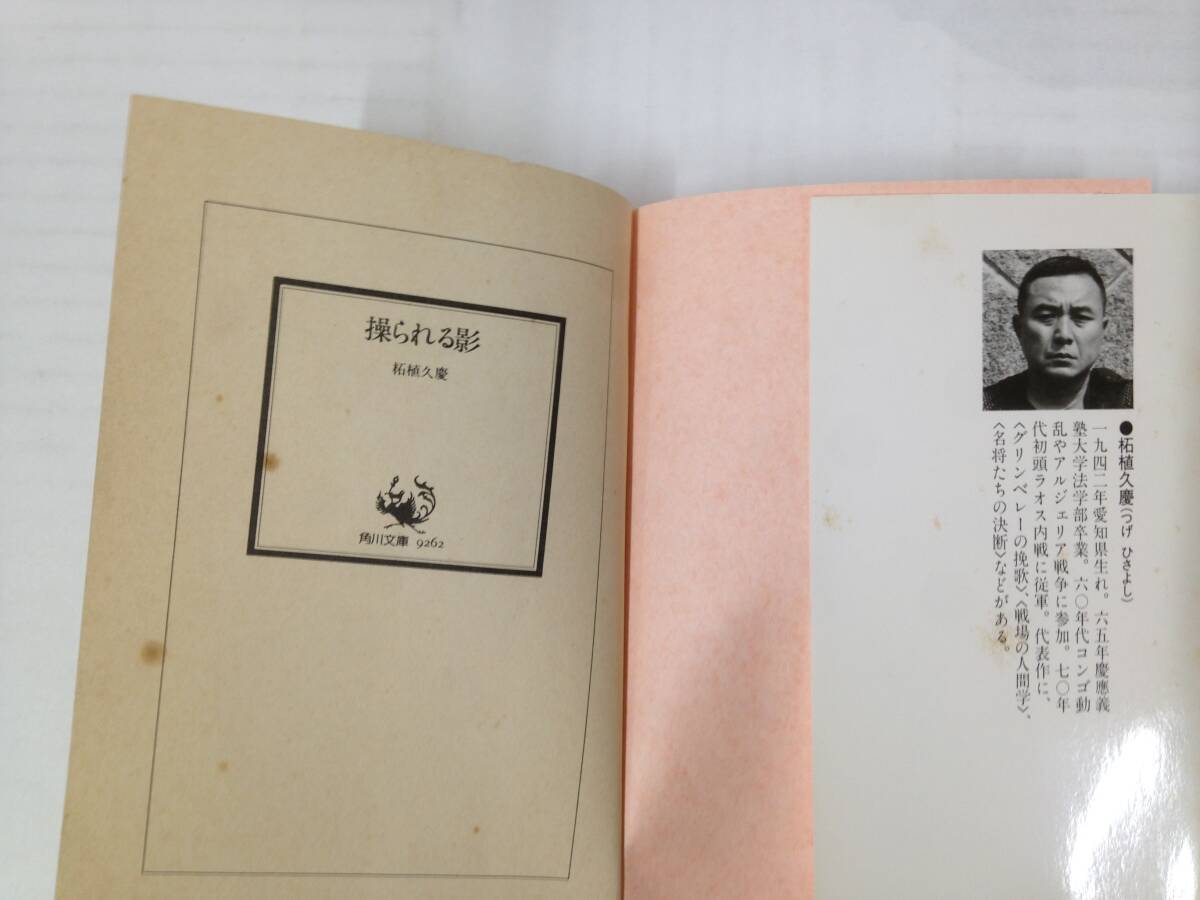 操られる影
柘植久慶
角川文庫 9262
●柘植久慶(つげ ひさよし)
一九四二年愛知県生れ。六五年慶應義
塾大学法学部卒業。六〇年代コンゴ動
乱やアルジェリア戦争に参加。七〇年
代初頭ラオス内戦に従軍。代表作に、
〈グリンベレーの挽歌〉、〈戦場の人間学〉、
〈名将たちの決断〉などがある。